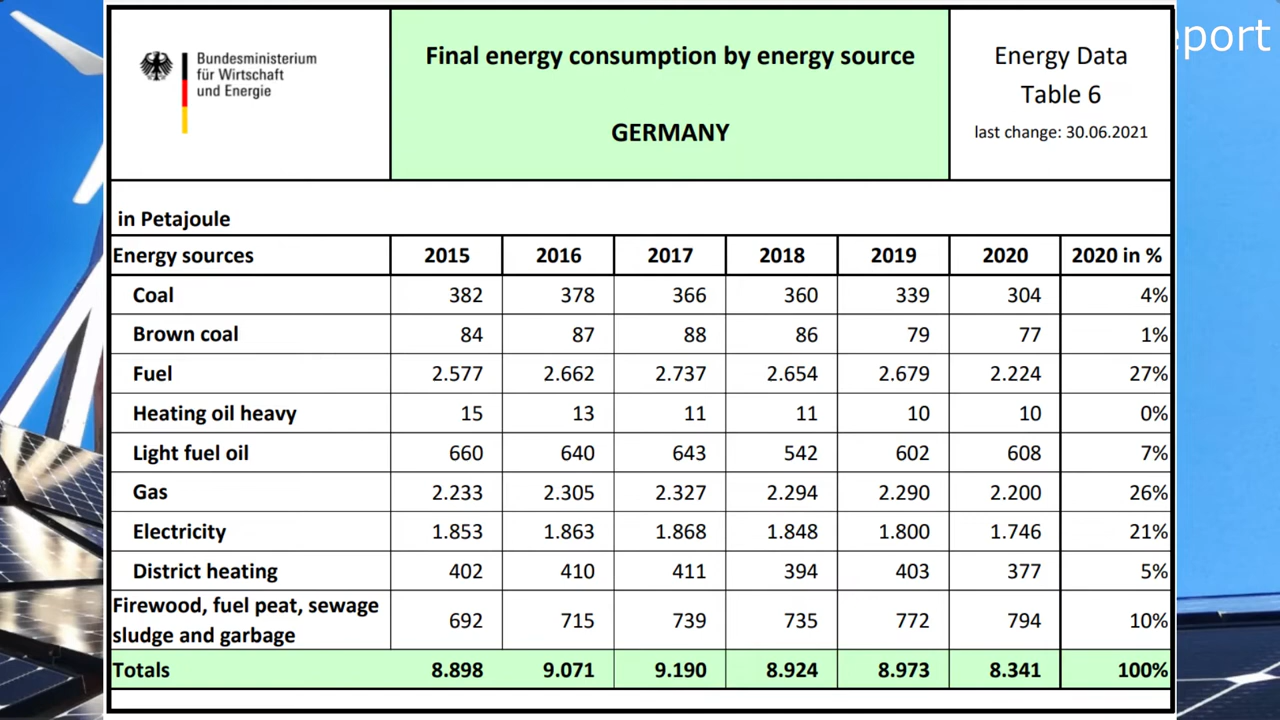 eport
Bundesministerium
für Wirtschaft
und Energie
Final energy consumption by energy source
GERMANY
Energy Data
Table 6
last change: 30.06.2021
in Petajoule
Energy sources 2015 2016 2017 2018 2019 2020 2020 in %
Coal 382 378 366 360 339 304 4%
Brown coal 84 87 88 86 79 77 1%
Fuel 2.577 2.662 2.737 2.654 2.679 2.224 27%
Heating oil heavy 15 13 11 11 10 10 0%
Light fuel oil 660 640 643 542 602 608 7%
Gas 2.233 2.305 2.327 2.294 2.290 2.200 26%
Electricity 1.853 1.863 1.868 1.848 1.800 1.746 21%
District heating 402 410 411 394 403 377 5%
Firewood, fuel peat, sewage
sludge and garbage 692 715 739 735 772 794 10%
Totals 8.898 9.071 9.190 8.924 8.973 8.341 100%